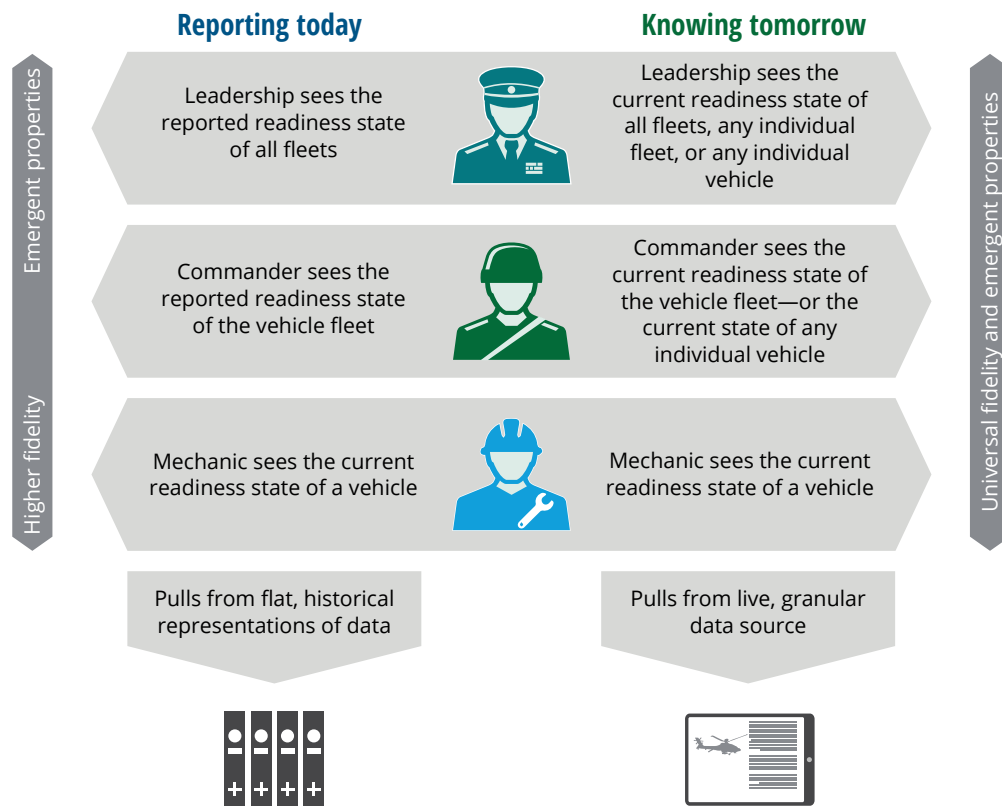 Reporting today
Knowing tomorrow
Emergent properties
Higher fidelity
Leadership sees the
reported readiness state
of all fleets
Leadership sees the
current readiness state of
all fleets, any individual
fleet, or any individual
vehicle
Commander sees the
reported readiness state
of the vehicle fleet
Commander sees the
current readiness state of
the vehicle fleet—or the
current state of any
individual vehicle
Mechanic sees the current
readiness state of a vehicle
Mechanic sees the current
readiness state of a vehicle
Universal fidelity and emergent properties
Pulls from flat, historical
representations of data
Pulls from live, granular
data source